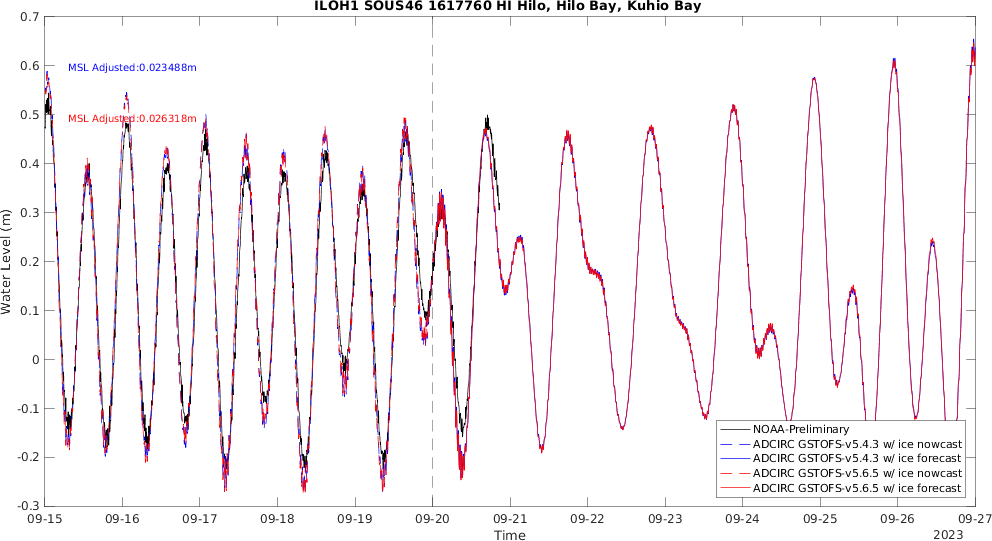 ILOH1 SOUS46 1617760 HI Hilo, Hilo Bay, Kuhio Bay
0.7
0.6
0.5
0.4
0.3
0.2
0.1
0
-0.1
-0.2
-0.3
Water Level (m)
MSL Adjusted:0.023488m
MSL Adjusted:0.026318m
NOAA-Preliminary
ADCIRC GSTOFS-v5.4.3 w/ ice nowcast
ADCIRC GSTOFS-v5.4.3 w/ ice forecast
ADCIRC GSTOFS-v5.6.5 w/ ice nowcast
ADCIRC GSTOFS-v5.6.5 w/ ice forecast
09-15 09-16 09-17 09-18 09-19 09-20 09-21 09-22 09-23 09-24 09-25 09-26 09-27
Time
2023